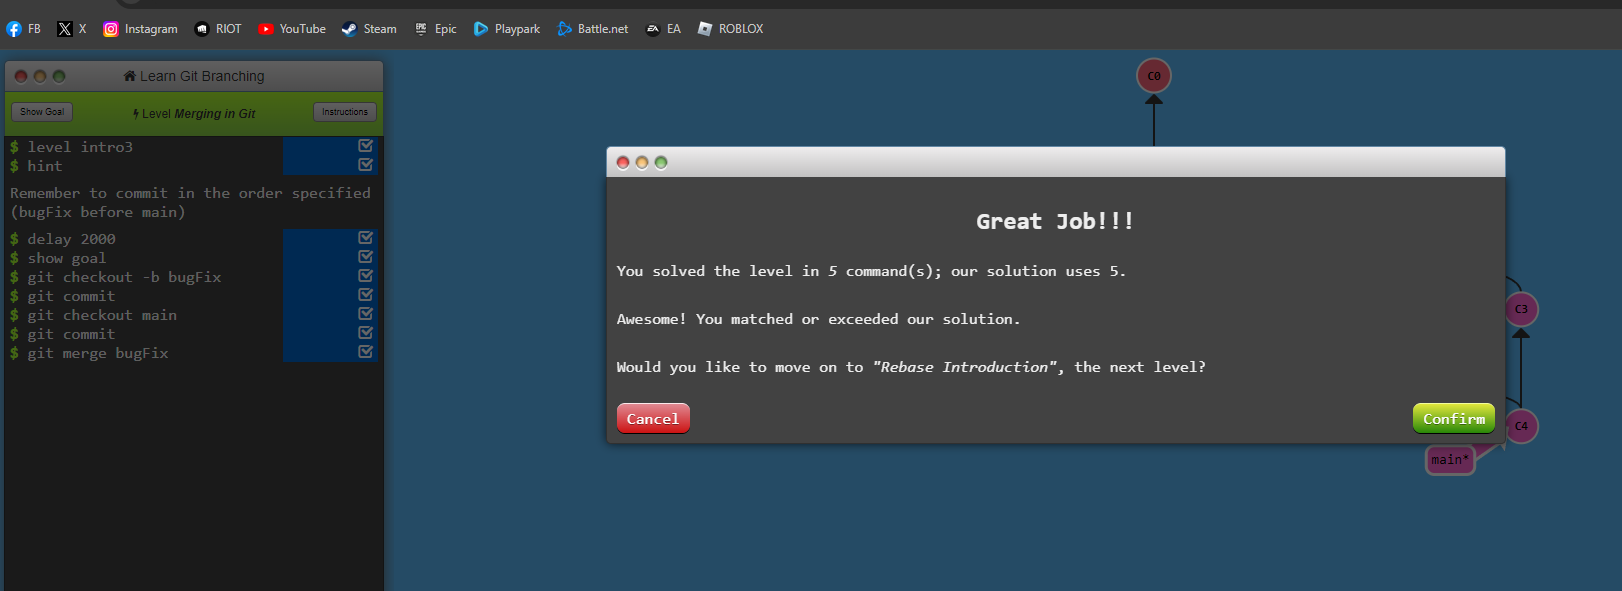 FB X Instagram RIOT YouTube Steam Epic Playpark Battle.net EA ROBLOX
Learn Git Branching
Show Goal Level Merging in Git Instructions
$ level intro3
$ hint
Remember to commit in the order specified
(bugFix before main)
$ delay 2000
$ show goal
$ git checkout -b bugFix
$ git commit
$ git checkout main
$ git commit
$ git merge bugFix
C0
Great Job!!!
You solved the level in 5 command(s); our solution uses 5.
Awesome! You matched or exceeded our solution.
Would you like to move on to "Rebase Introduction", the next level?
Cancel Confirm
C3
C4
main*